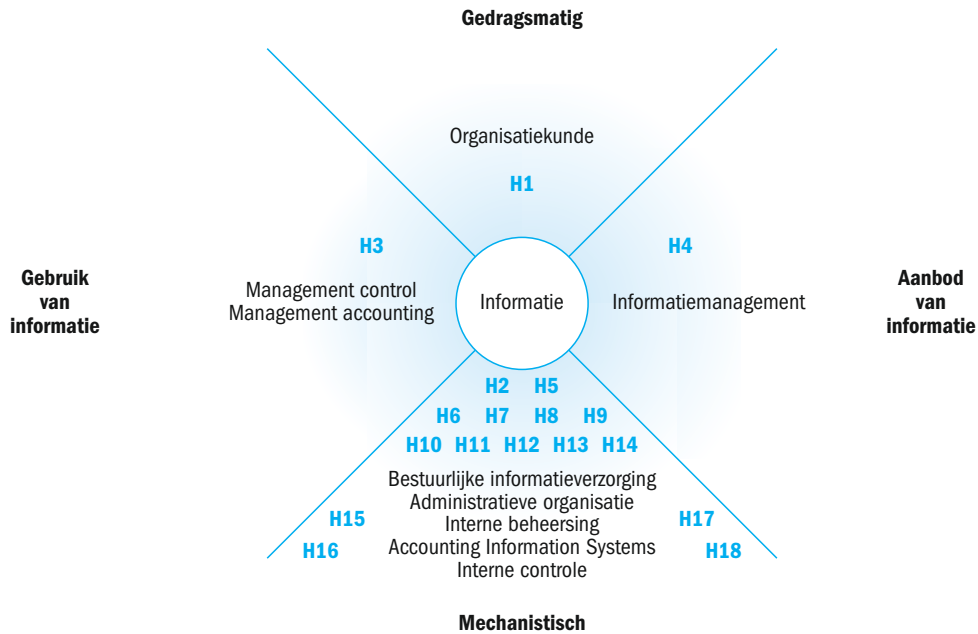 Gedragsmatig
Organisatiekunde
H1
H3
H4
Gebruik
van
informatie
Management control
Management accounting
Informatie
Informatiemanagement
Aanbod
van
informatie
H2 H5
H6 H7 H8 H9
H10 H11 H12 H13 H14
Bestuurlijke informatieverzorging
Administratieve organisatie
Interne beheersing
Accounting Information Systems
Interne controle
H15
H16
H17
H18
Mechanistisch